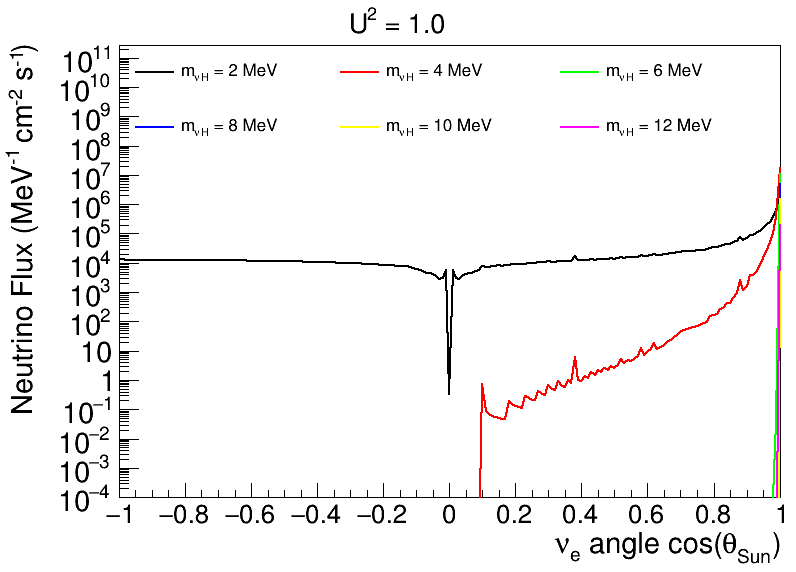 U² = 1.0
m_νH = 2 MeV m_νH = 4 MeV m_νH = 6 MeV
m_νH = 8 MeV m_νH = 10 MeV m_νH = 12 MeV
Neutrino Flux (MeV⁻¹ cm⁻² s⁻¹)
10¹¹
10¹⁰
10⁹
10⁸
10⁷
10⁶
10⁵
10⁴
10³
10²
10
1
10⁻¹
10⁻²
10⁻³
10⁻⁴
−1 −0.8 −0.6 −0.4 −0.2 0 0.2 0.4 0.6 0.8 1
ν_e angle cos(θ_Sun)